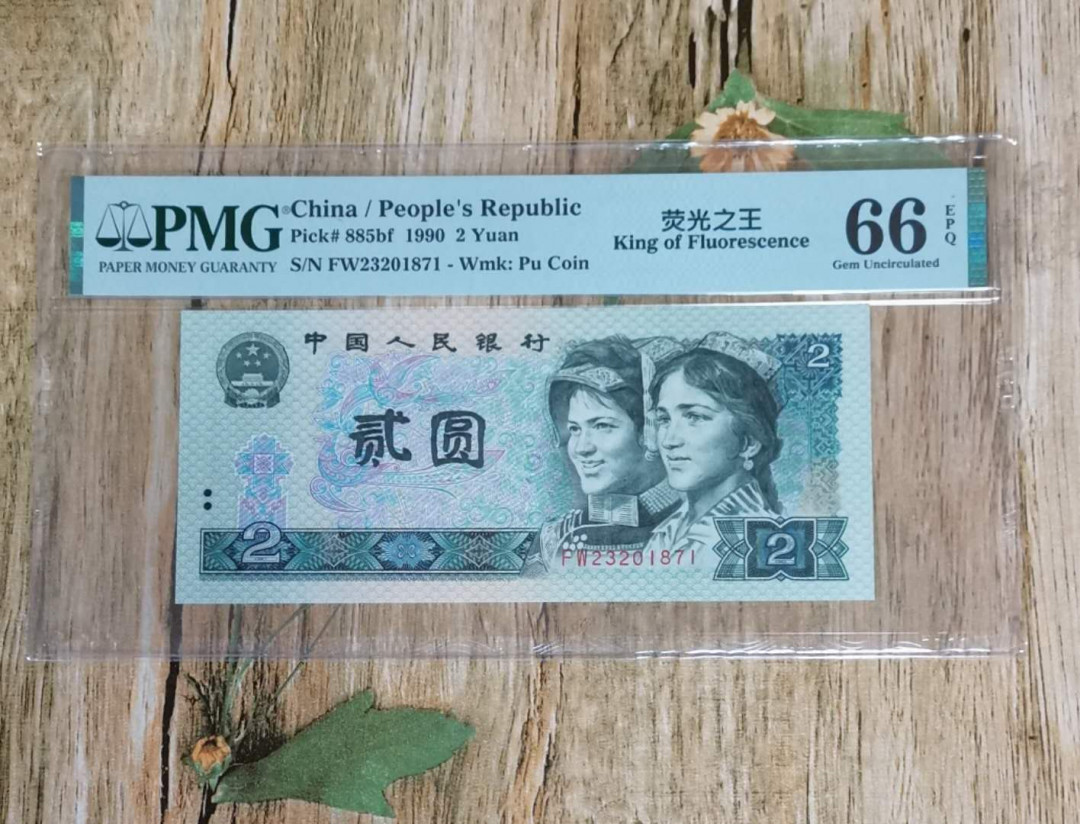 PMG®
PAPER MONEY GUARANTY
China / People's Republic
Pick# 885bf 1990 2 Yuan
S/N FW23201871 - Wmk: Pu Coin
荧光之王
King of Fluorescence
66
EPQ
Gem Uncirculated
中国人民银行
2
贰圆
2
2
FW23201871